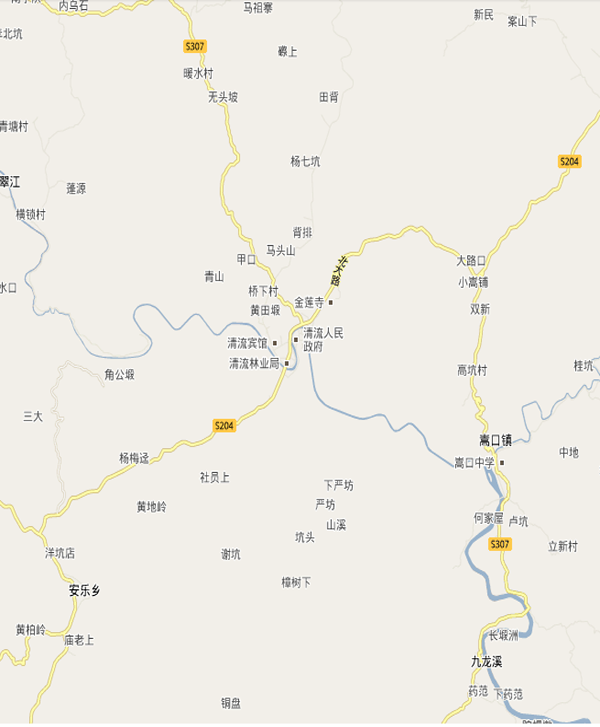 内乌石
马祖寨
新民
案山下
S307
暖水村
无头坡
田背
青塘村
杨七坑
S204
翠江
蓬源
横锁村
背排
马头山
甲口
北大路
大路口
水口
青山
桥下村
金莲寺
小嵩铺
黄田塅
双新
清流宾馆
清流人民
政府
清流林业局
角公塅
高坑村
桂坑
三大
S204
嵩口镇
杨梅迳
嵩口中学
中地
社员上
下严坊
黄地岭
严坊
山溪
何家屋
卢坑
坑头
S307
立新村
洋坑店
谢坑
樟树下
安乐乡
黄柏岭
庙老上
长塅洲
九龙溪
药范
下药范
铜盘